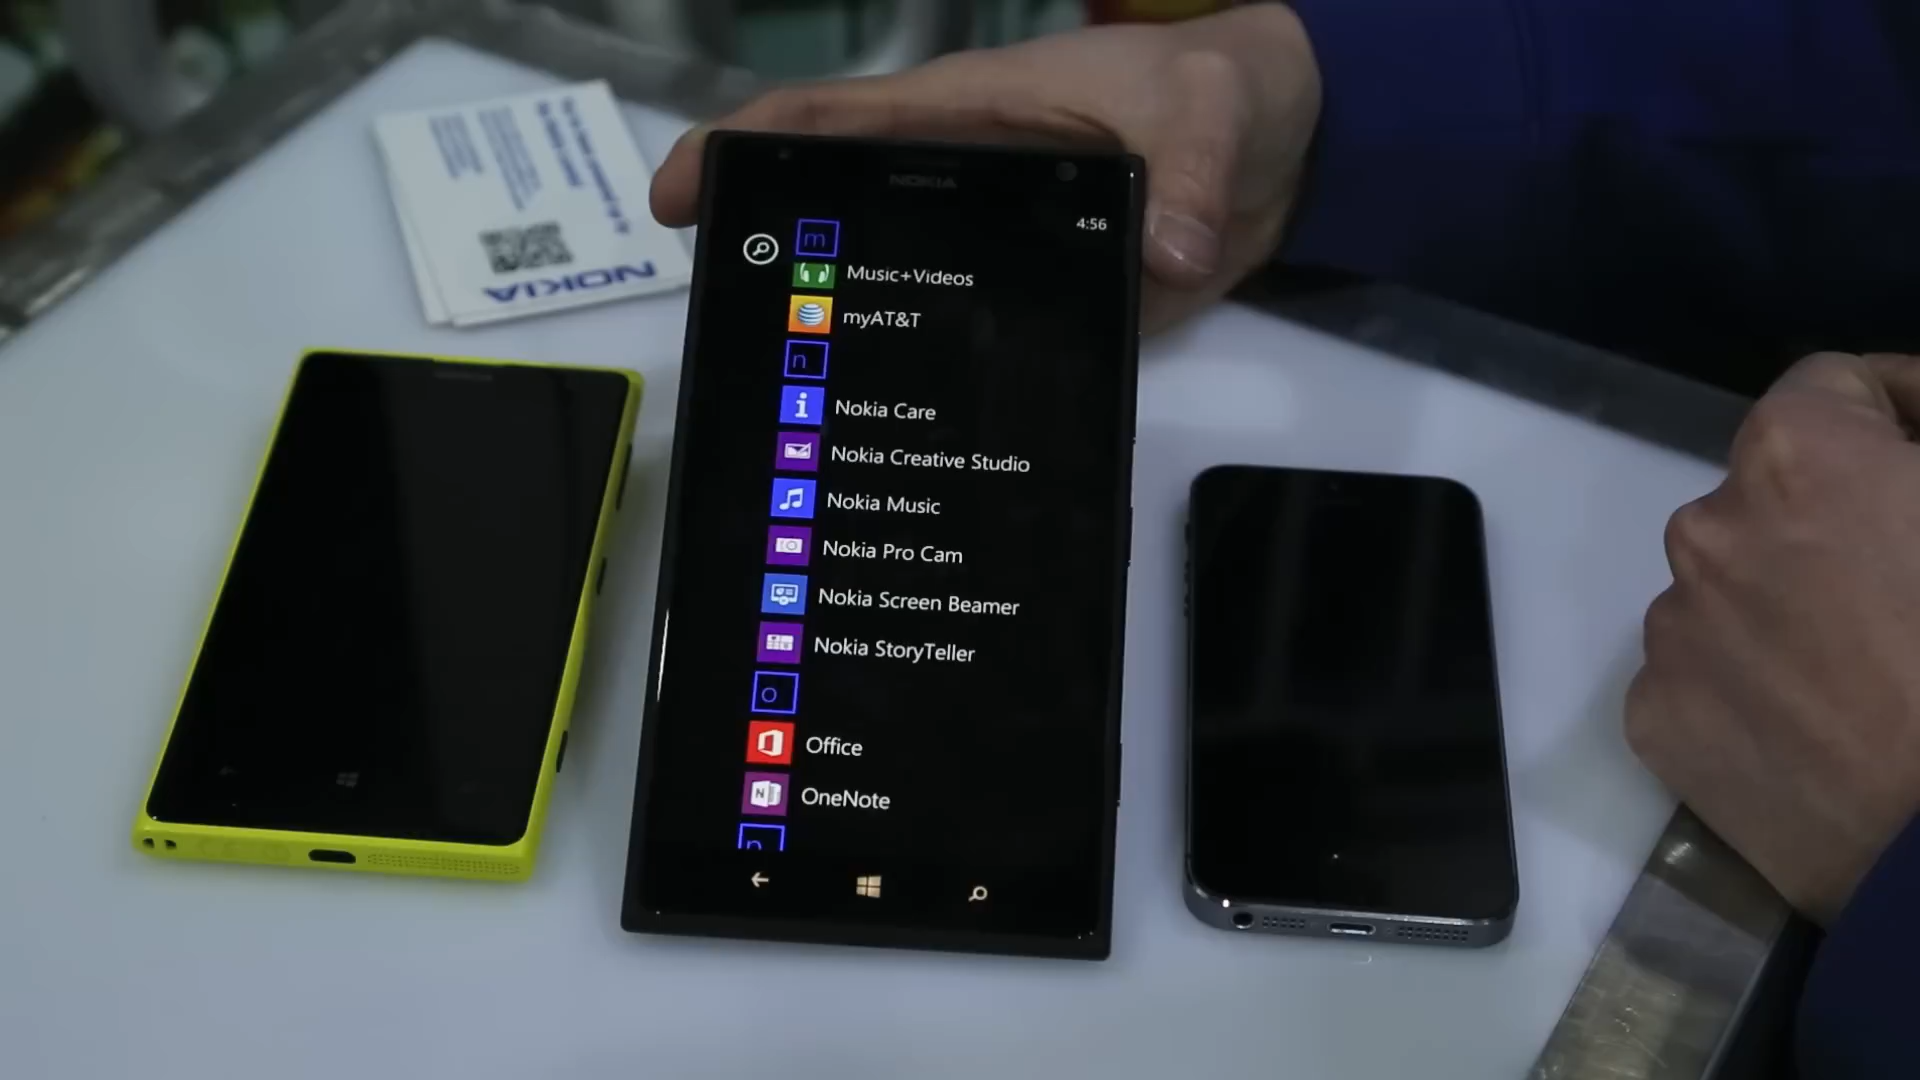 NOKIA
NOKIA
4:56
m
Music+Videos
myAT&T
n
Nokia Care
Nokia Creative Studio
Nokia Music
Nokia Pro Cam
Nokia Screen Beamer
Nokia StoryTeller
o
Office
OneNote
p